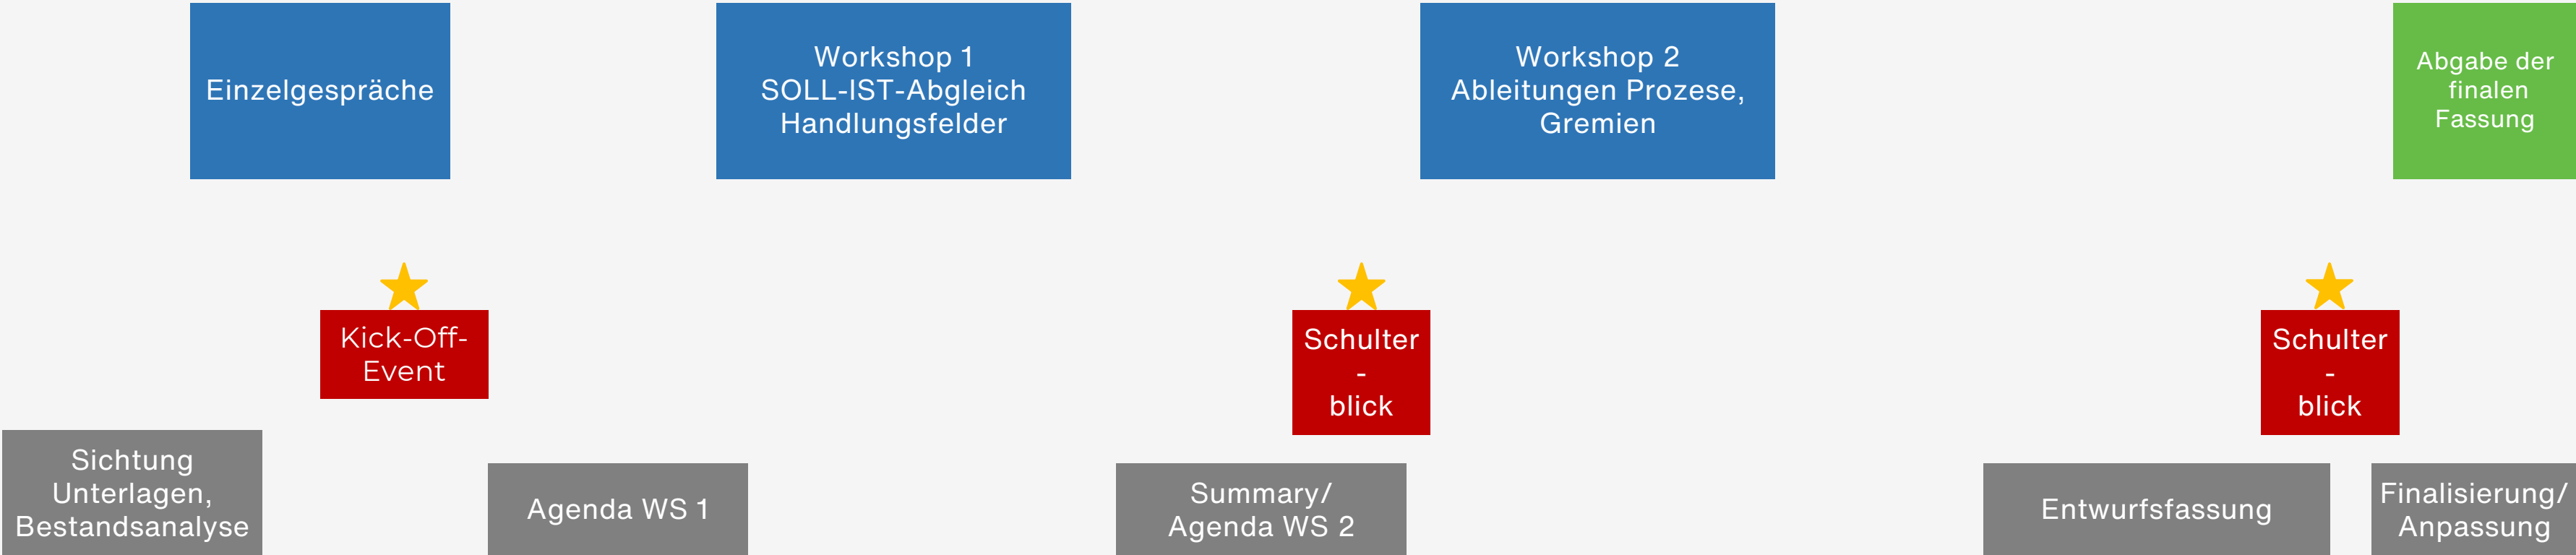 Einzelgespräche
Workshop 1
SOLL-IST-Abgleich
Handlungsfelder
Workshop 2
Ableitungen Prozese,
Gremien
Abgabe der
finalen
Fassung
Kick-Off-
Event
Schulter
-
blick
Schulter
-
blick
Sichtung
Unterlagen,
Bestandsanalyse
Agenda WS 1
Summary/
Agenda WS 2
Entwurfsfassung
Finalisierung/
Anpassung